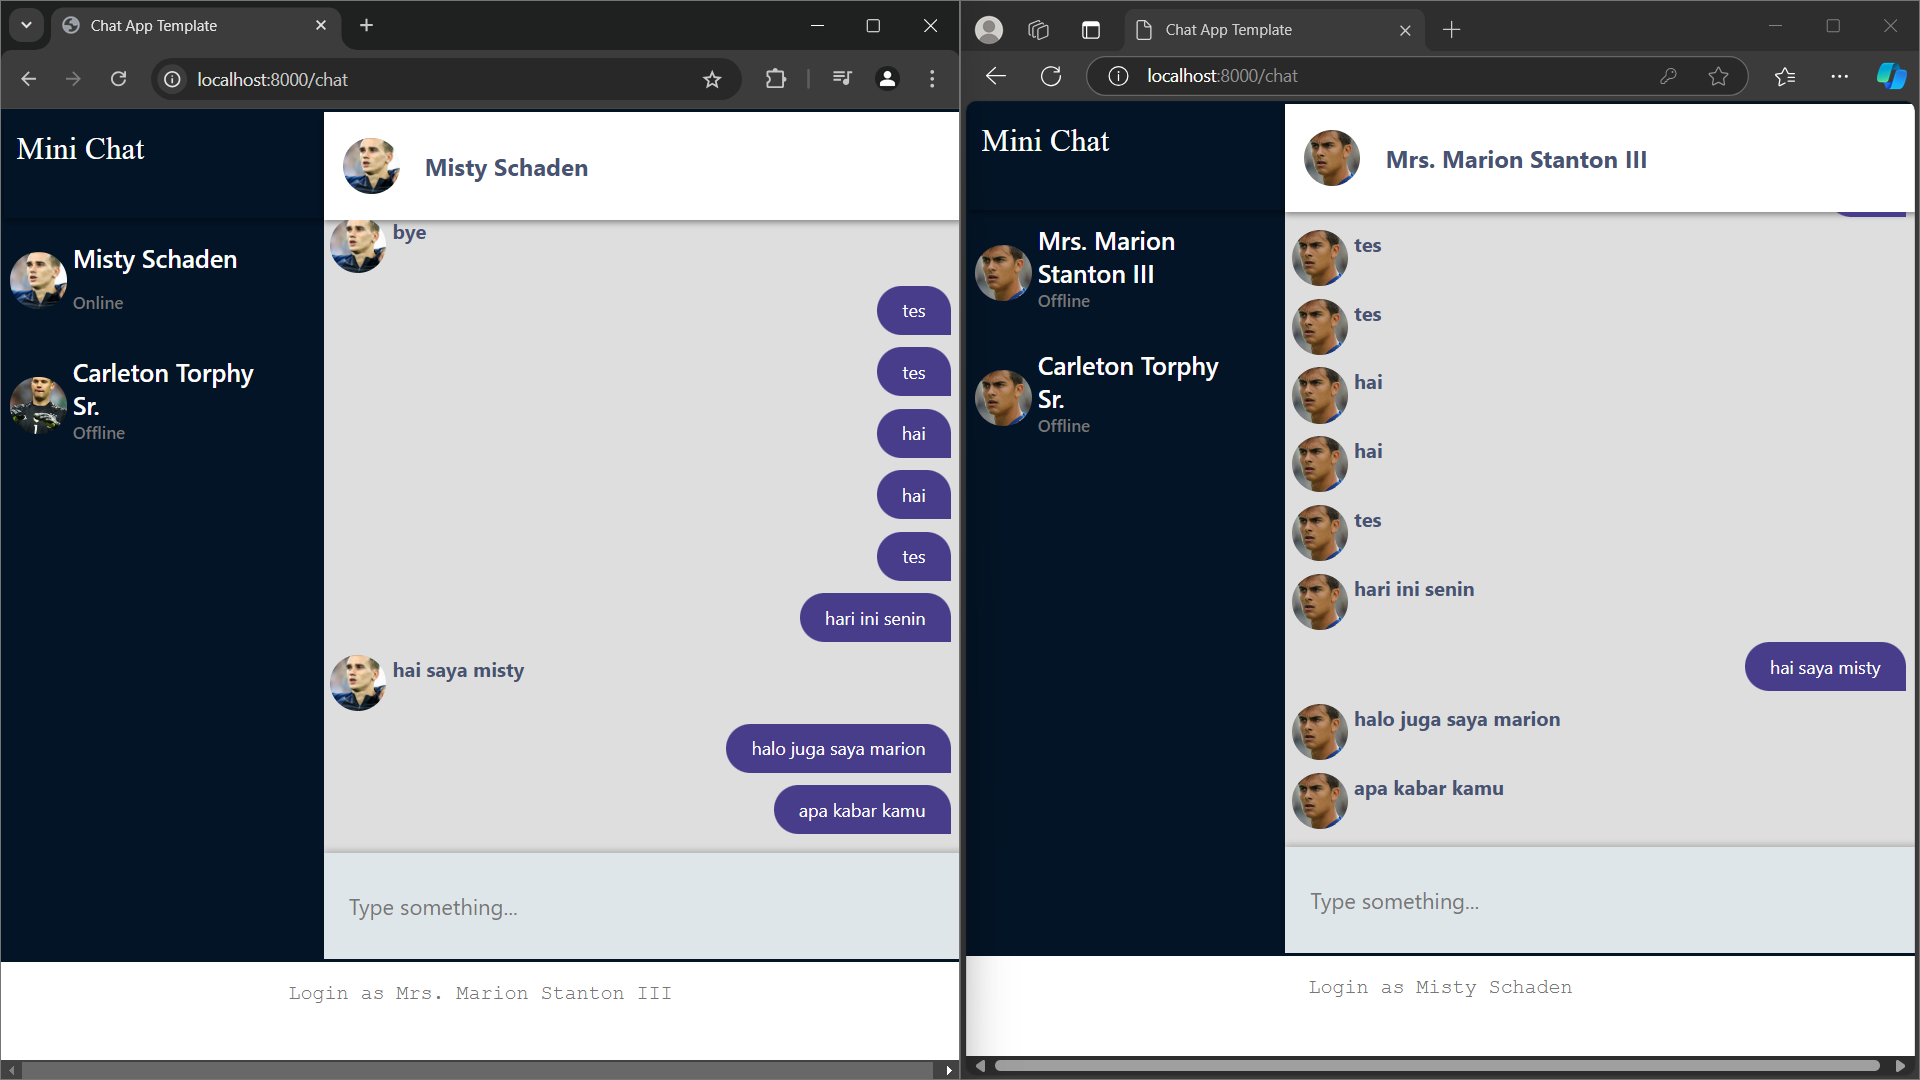 Chat App Template
localhost:8000/chat
Mini Chat
Misty Schaden
Misty Schaden
Online
Carleton Torphy
Sr.
Offline
bye
tes
tes
hai
hai
tes
hari ini senin
hai saya misty
halo juga saya marion
apa kabar kamu
Type something...
Login as Mrs. Marion Stanton III
Chat App Template
localhost:8000/chat
Mini Chat
Mrs. Marion Stanton III
Mrs. Marion
Stanton III
Offline
Carleton Torphy
Sr.
Offline
tes
tes
hai
hai
tes
hari ini senin
hai saya misty
halo juga saya marion
apa kabar kamu
Type something...
Login as Misty Schaden